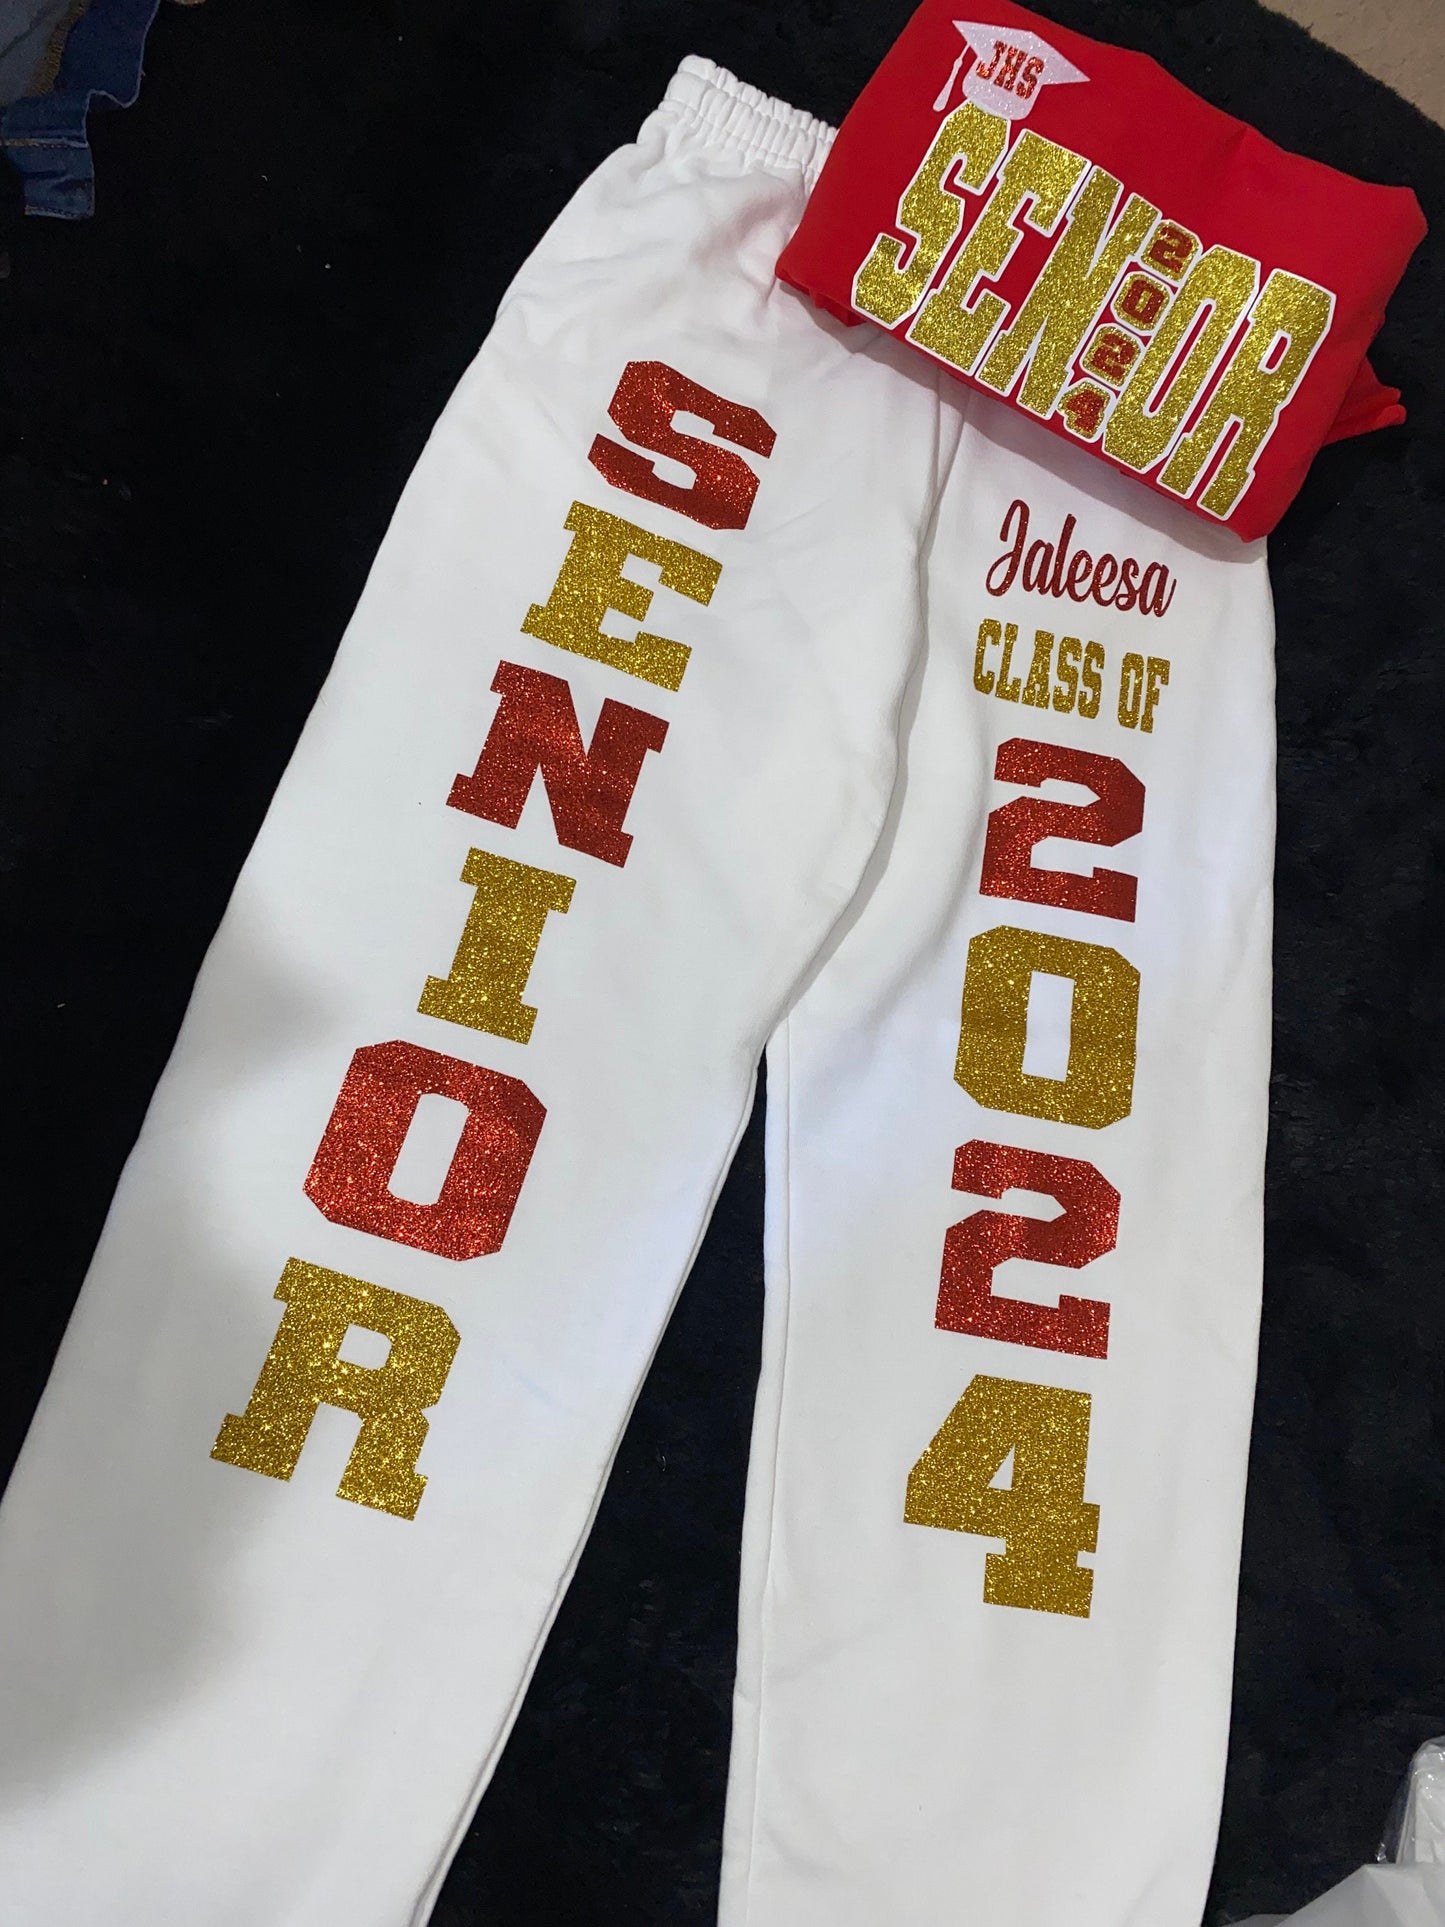 JHS
SENIOR
2024
SENIOR
Jaleesa
CLASS OF
2024